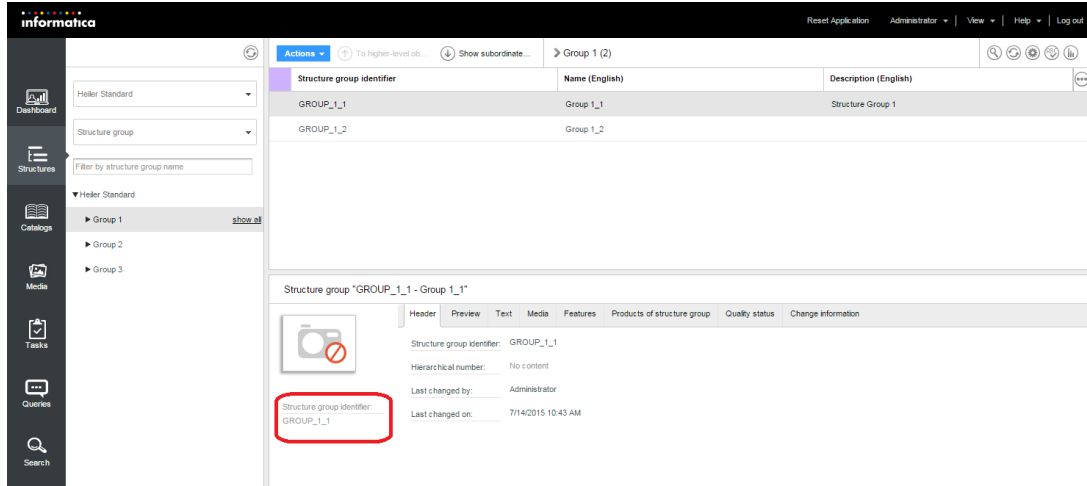 informatica
Reset Application Administrator View Help Log out
Actions To higher-level ob... Show subordinate... Group 1 (2)
Structure group identifier Name (English) Description (English)
GROUP_1_1 Group 1_1 Structure Group 1
GROUP_1_2 Group 1_2
Dashboard
Structures
Catalogs
Media
Tasks
Queries
Search
Heiler Standard
Structure group
Filter by structure group name
Heiler Standard
Group 1 show all
Group 2
Group 3
Structure group "GROUP_1_1 - Group 1_1"
Header Preview Text Media Features Products of structure group Quality status Change information
Structure group identifier: GROUP_1_1
Hierarchical number: No content
Last changed by: Administrator
Last changed on: 7/14/2015 10:43 AM
Structure group identifier:
GROUP_1_1